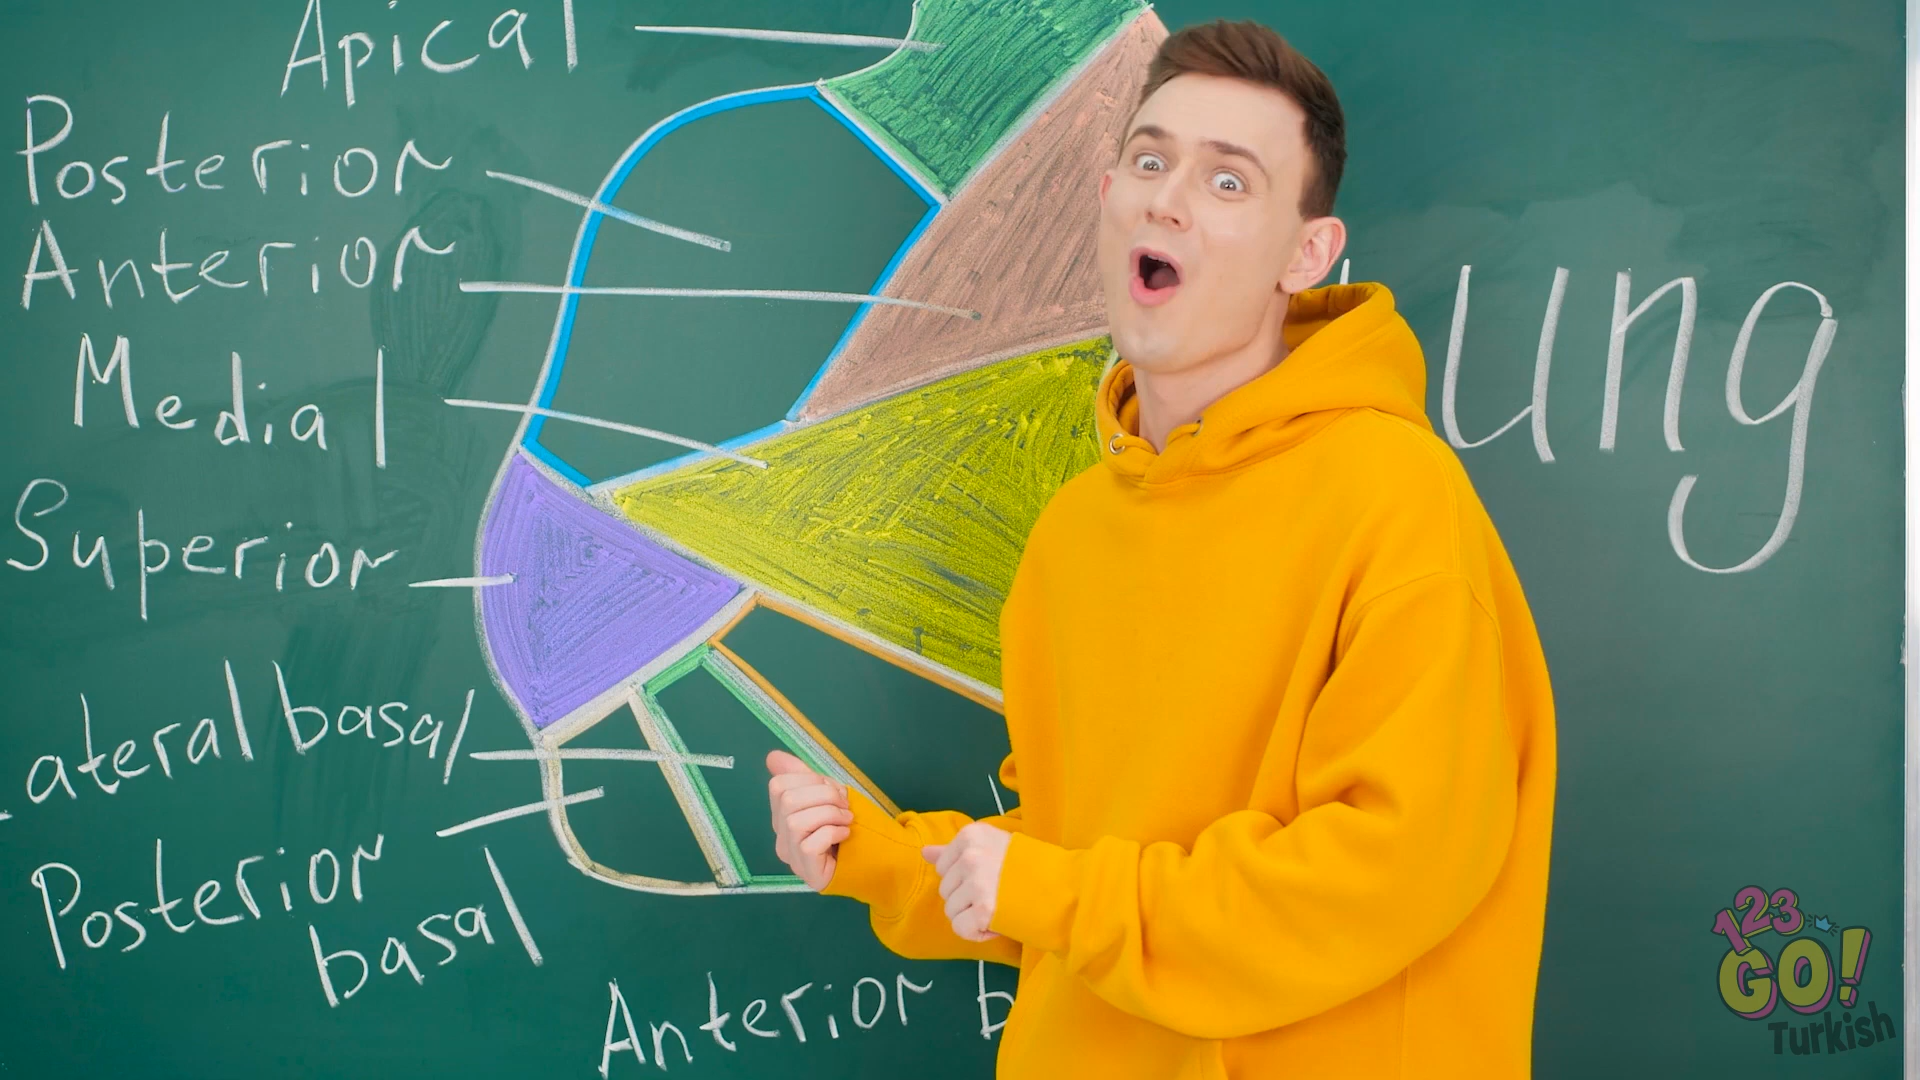 Apical
Posterior
Anterior
Medial
Superior
ateral basal
Posterior
basal
Anterior b
ung
123
GO!
Turkish